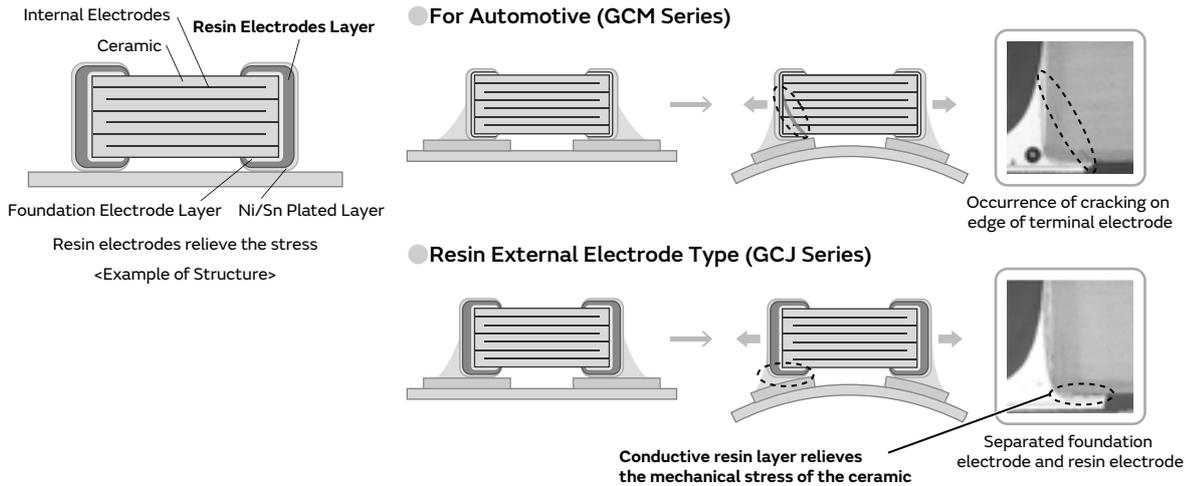 Internal Electrodes
Resin Electrodes Layer
Ceramic
Foundation Electrode Layer
Ni/Sn Plated Layer
Resin electrodes relieve the stress
<Example of Structure>
For Automotive (GCM Series)
Occurrence of cracking on
edge of terminal electrode
Resin External Electrode Type (GCJ Series)
Conductive resin layer relieves
the mechanical stress of the ceramic
Separated foundation
electrode and resin electrode